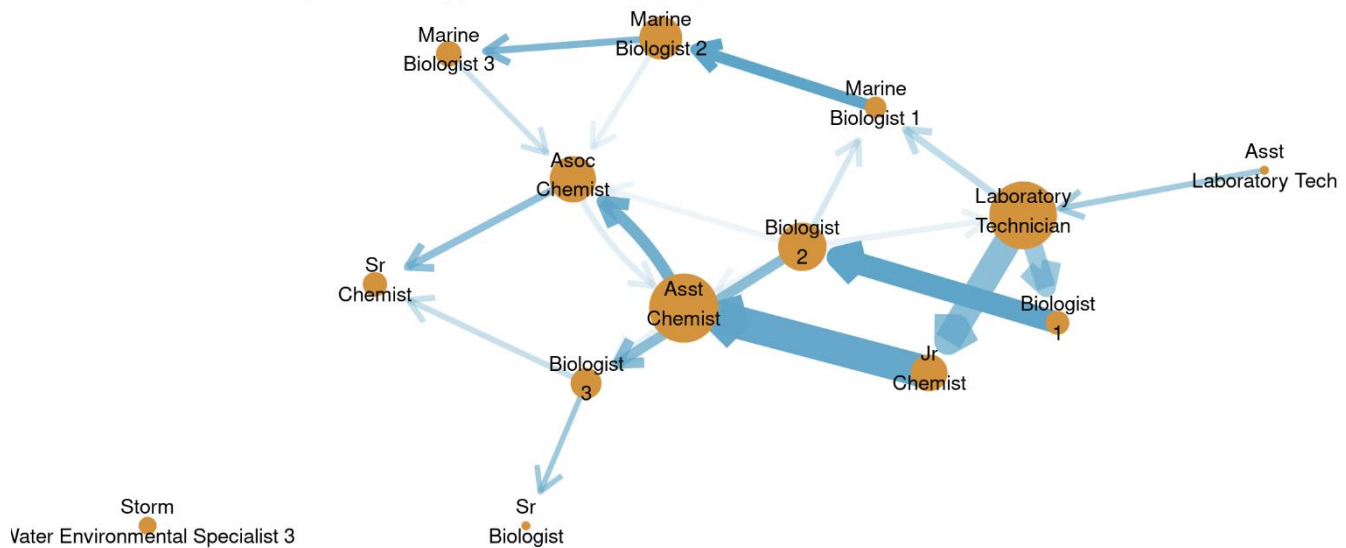 Marine
Biologist 2
Marine
Biologist 3
Marine
Biologist 1
Asst
Laboratory Tech
Asoc
Chemist
Laboratory
Technician
Biologist
2
Sr
Chemist
Asst
Chemist
Biologist
1
Jr
Chemist
Biologist
3
Storm
Environmental Specialist 3
Sr
Biologist